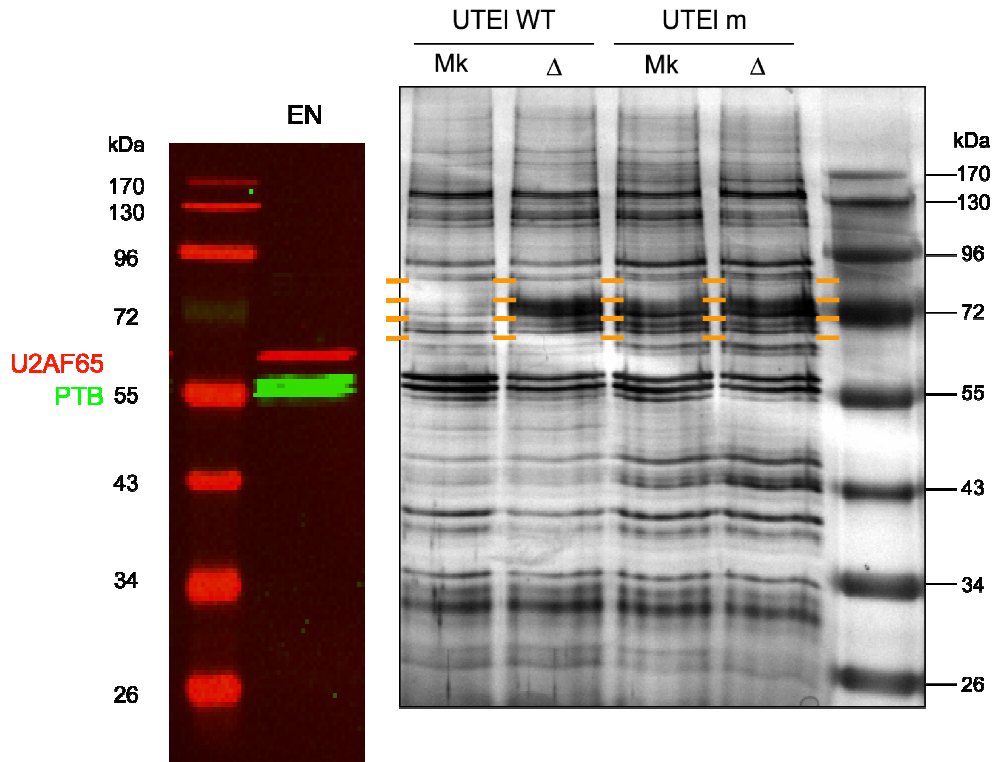 UTEI WT UTEI m
Mk Δ Mk Δ
EN
kDa
170
130
96
72
U2AF65
PTB 55
43
34
26
kDa
170
130
96
72
55
43
34
26